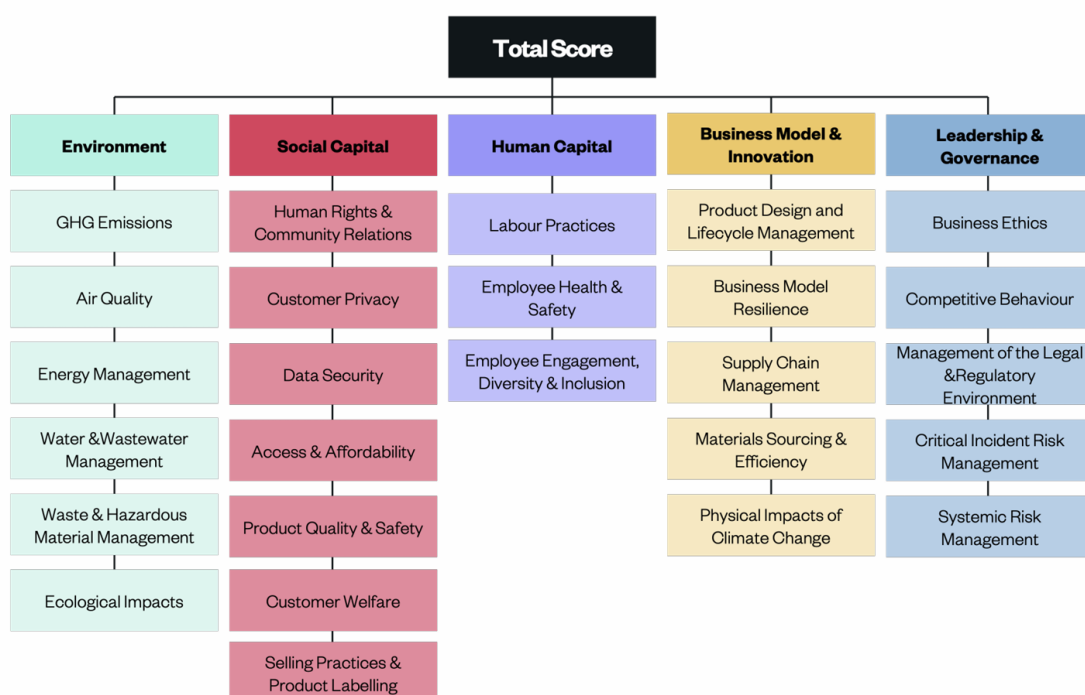 Total Score
Environment
GHG Emissions
Air Quality
Energy Management
Water &Wastewater
Management
Waste & Hazardous
Material Management
Ecological Impacts
Social Capital
Human Rights &
Community Relations
Customer Privacy
Data Security
Access & Affordability
Product Quality & Safety
Customer Welfare
Selling Practices &
Product Labelling
Human Capital
Labour Practices
Employee Health &
Safety
Employee Engagement,
Diversity & Inclusion
Business Model &
Innovation
Product Design and
Lifecycle Management
Business Model
Resilience
Supply Chain
Management
Materials Sourcing &
Efficiency
Physical Impacts of
Climate Change
Leadership &
Governance
Business Ethics
Competitive Behaviour
Management of the Legal
&Regulatory
Environment
Critical Incident Risk
Management
Systemic Risk
Management